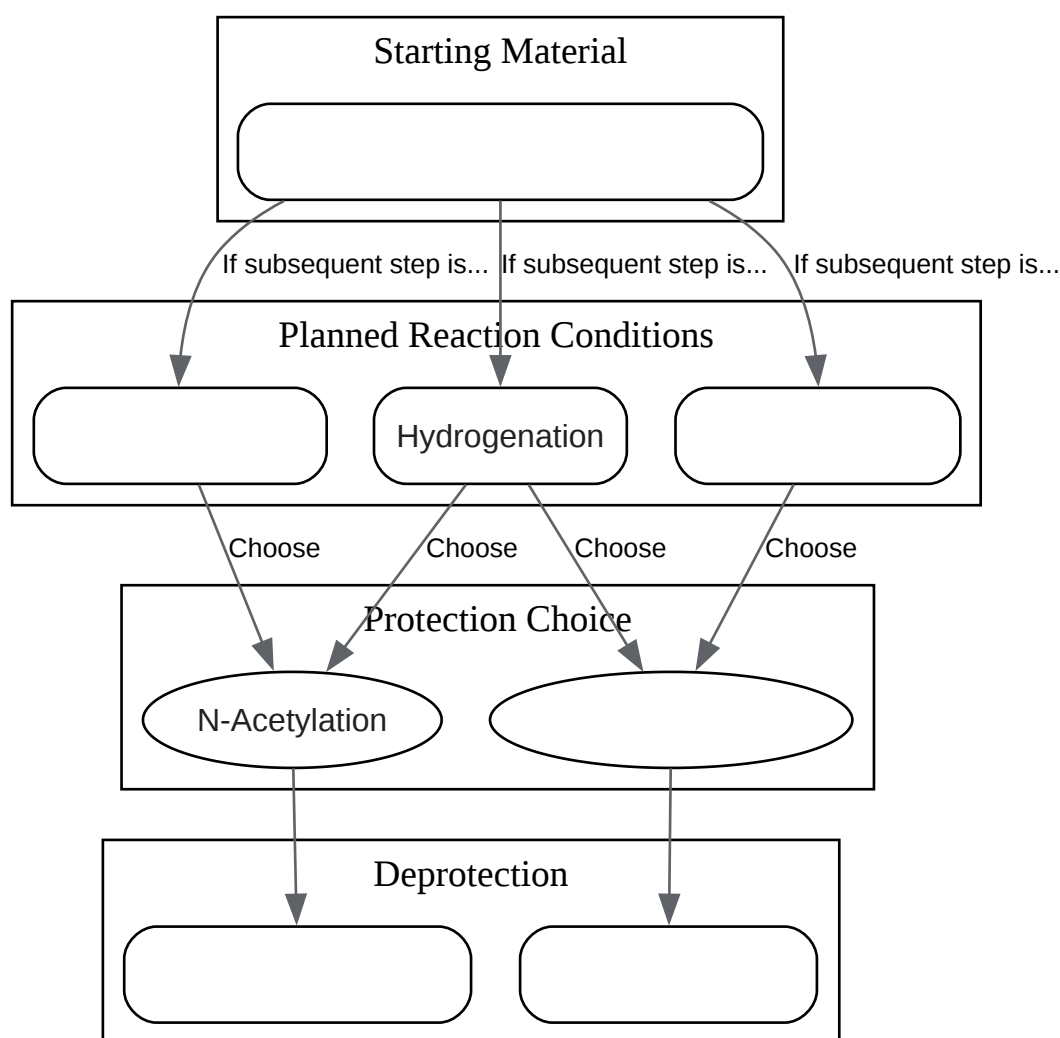 Starting Material
If subsequent step is... If subsequent step is... If subsequent step is...
Planned Reaction Conditions
Hydrogenation
Choose Choose Choose Choose
Protection Choice
N-Acetylation
Deprotection